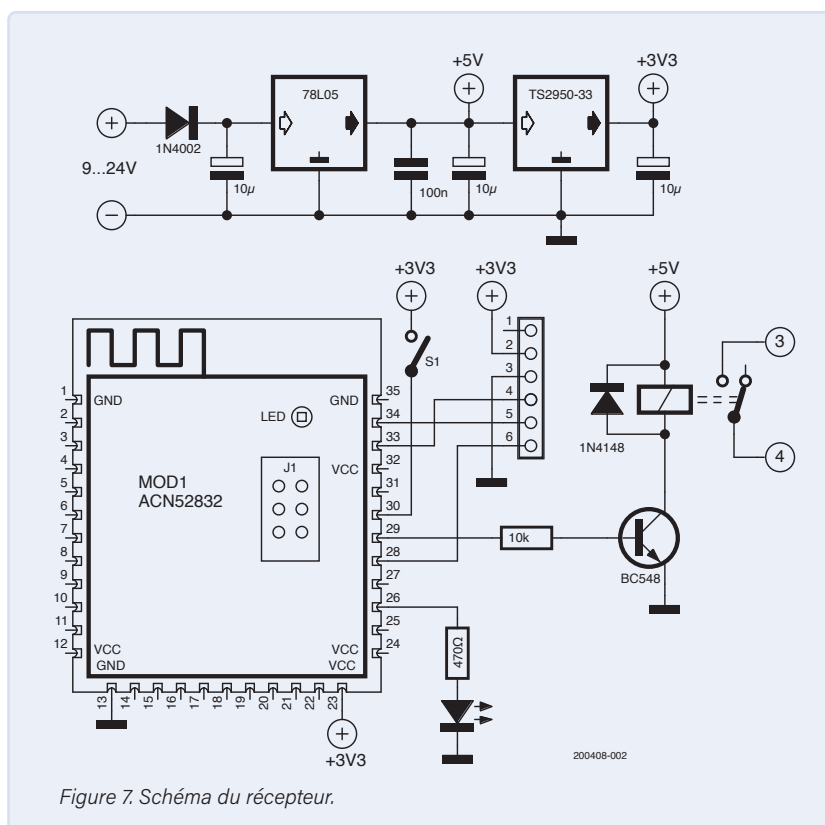 +5V
+3V3
78L05
TS2950-33
1N4002
9...24V
10µ
100n
10µ
10µ
+3V3
+3V3
+5V
S1
1
2
3
4
5
6
1N4148
3
4
10k
BC548
MOD1
ACN52832
LED
J1
GND
GND
VCC
VCC
GND
VCC
VCC
1
2
3
4
5
6
7
8
9
10
11
12
13
14
15
16
17
18
19
20
21
22
23
35
34
33
32
31
30
29
28
27
26
25
24
470Ω
+3V3
200408-002
Figure 7. Schéma du récepteur.